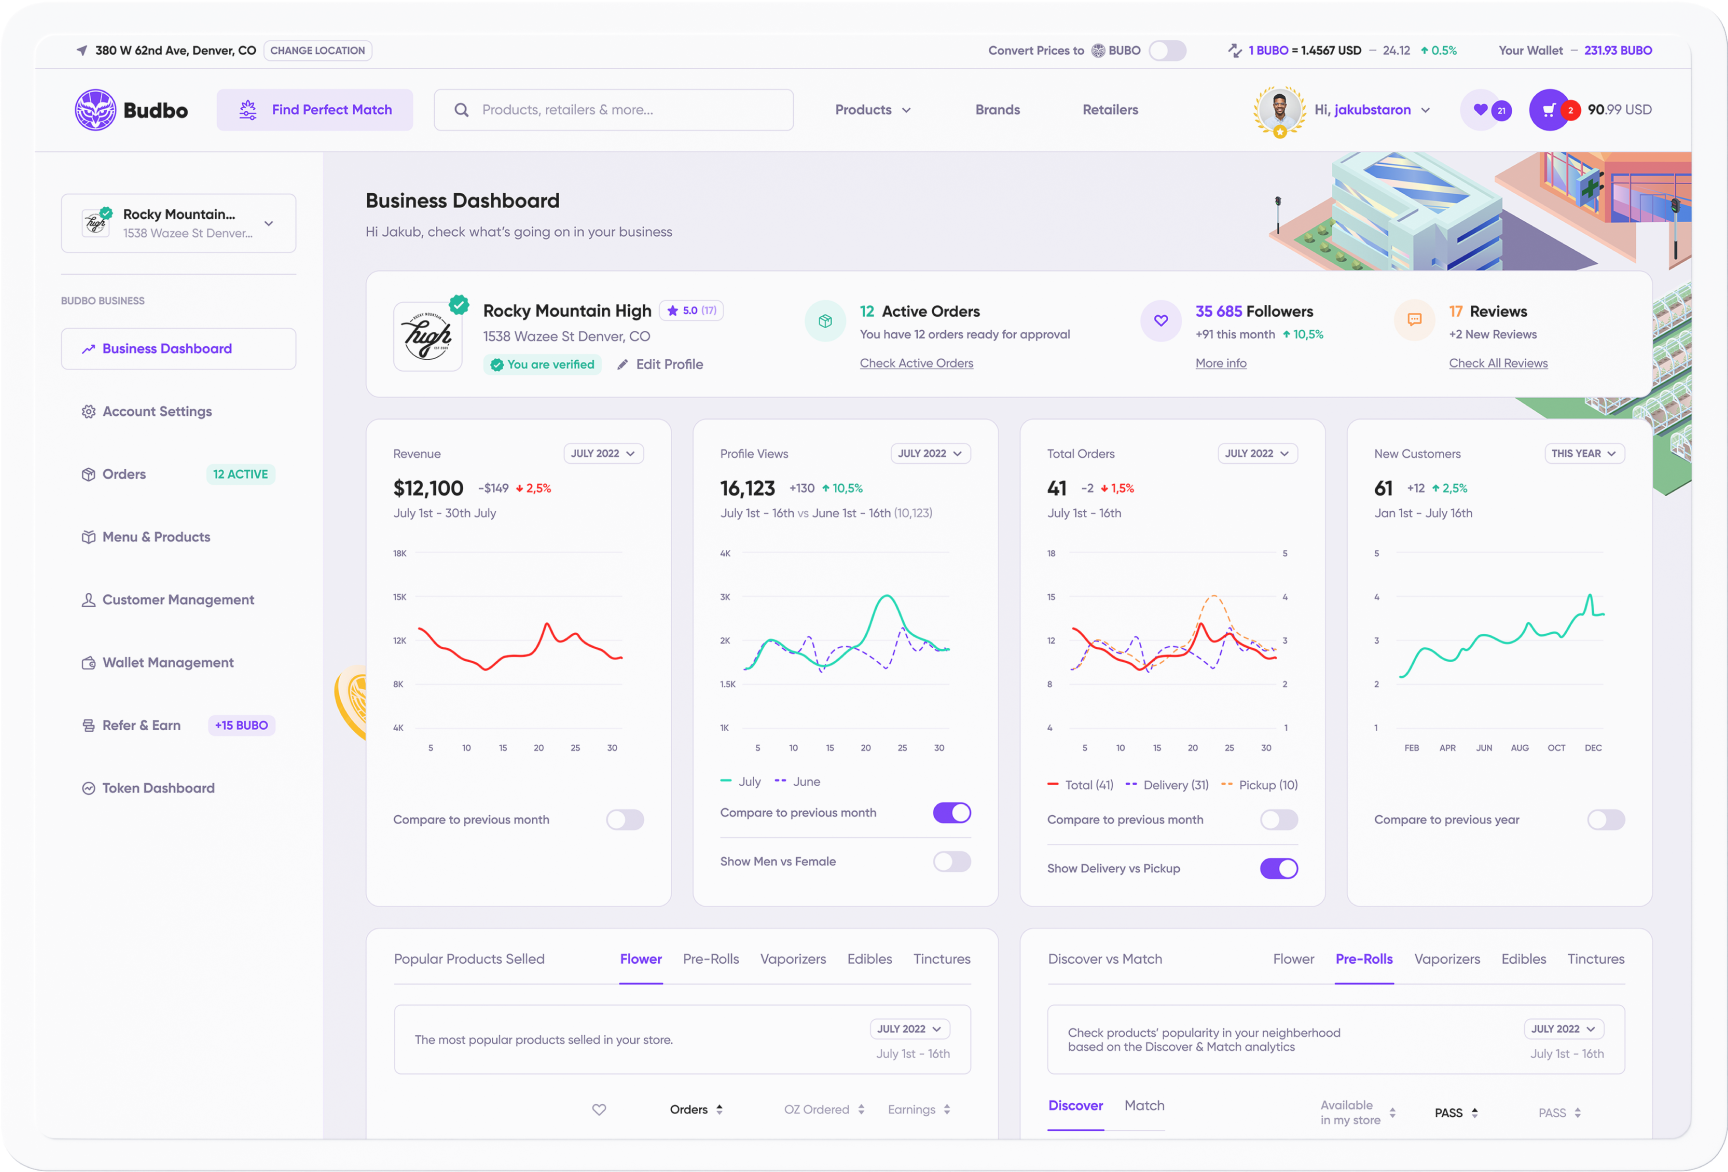 380 W 62nd Ave, Denver, CO CHANGE LOCATION
Convert Prices to BUBO
1 BUBO = 1.4567 USD – 24.12 0.5%
Your Wallet – 231.93 BUBO
Budbo
Find Perfect Match
Products, retailers & more...
Products
Brands
Retailers
Hi, jakubstaron
21
2
90.99 USD
Rocky Mountain...
1538 Wazee St Denver...
BUDBO BUSINESS
Business Dashboard
Account Settings
Orders 12 ACTIVE
Menu & Products
Customer Management
Wallet Management
Refer & Earn +15 BUBO
Token Dashboard
Business Dashboard
Hi Jakub, check what's going on in your business
high
Rocky Mountain High 5.0 (17)
1538 Wazee St Denver, CO
You are verified Edit Profile
12 Active Orders
You have 12 orders ready for approval
Check Active Orders
35 685 Followers
+91 this month 10,5%
More info
17 Reviews
+2 New Reviews
Check All Reviews
Revenue JULY 2022
$12,100 -$149 2,5%
July 1st - 30th July
18K
15K
12K
8K
4K
5 10 15 20 25 30
Compare to previous month
Profile Views JULY 2022
16,123 +130 10,5%
July 1st - 16th vs June 1st - 16th (10,123)
4K
3K
2K
1.5K
1K
5 10 15 20 25 30
July June
Compare to previous month
Show Men vs Female
Total Orders JULY 2022
41 -2 1,5%
July 1st - 16th
18 5
15 4
12 3
8 2
4 1
5 10 15 20 25 30
Total (41) Delivery (31) Pickup (10)
Compare to previous month
Show Delivery vs Pickup
New Customers THIS YEAR
61 +12 2,5%
Jan 1st - July 16th
5
4
3
2
1
FEB APR JUN AUG OCT DEC
Compare to previous year
Popular Products Selled Flower Pre-Rolls Vaporizers Edibles Tinctures
The most popular products selled in your store.
JULY 2022
July 1st - 16th
Orders OZ Ordered Earnings
Discover vs Match Flower Pre-Rolls Vaporizers Edibles Tinctures
Check products' popularity in your neighberhood
based on the Discover & Match analytics
JULY 2022
July 1st - 16th
Discover Match
Available
in my store
PASS PASS